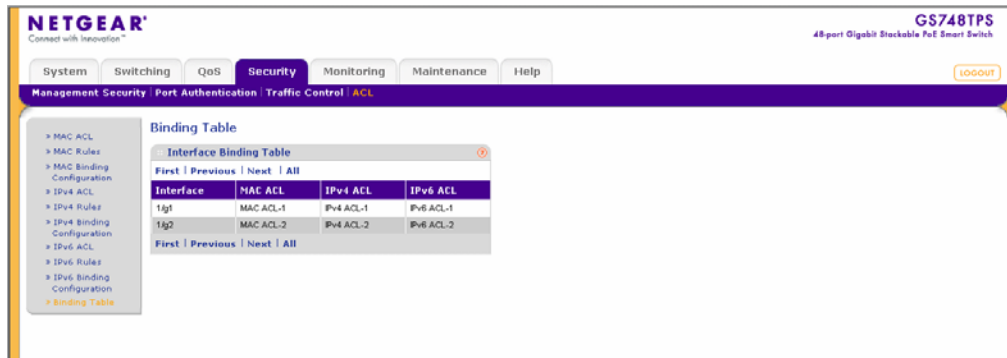 NETGEAR®
Connect with Innovation™
GS748TPS
48-port Gigabit Stackable PoE Smart Switch
System Switching QoS Security Monitoring Maintenance Help
LOGOUT
Management Security | Port Authentication | Traffic Control | ACL
» MAC ACL
» MAC Rules
» MAC Binding
Configuration
» IPv4 ACL
» IPv4 Rules
» IPv4 Binding
Configuration
» IPv6 ACL
» IPv6 Rules
» IPv6 Binding
Configuration
» Binding Table
Binding Table
Interface Binding Table
First | Previous | Next | All
Interface MAC ACL IPv4 ACL IPv6 ACL
1/g1 MAC ACL-1 IPv4 ACL-1 IPv6 ACL-1
1/g2 MAC ACL-2 IPv4 ACL-2 IPv6 ACL-2
First | Previous | Next | All